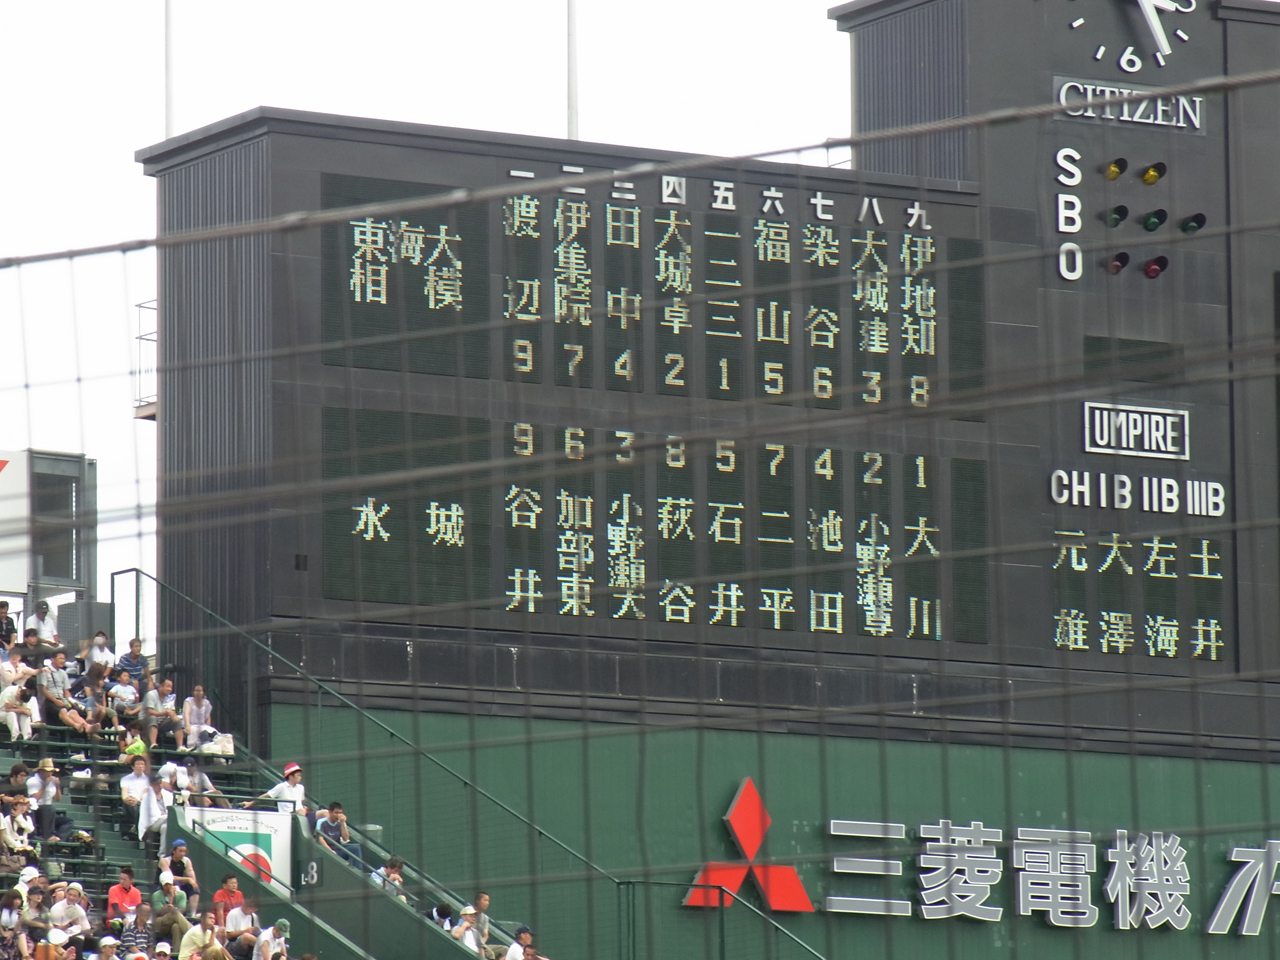 6
CITIZEN
S
B
O
一 二 三 四 五 六 七 八 九
東海大相模
渡辺 伊集院 田中 大城卓 一二三 福山 染谷 大城建 伊地知
9 7 4 2 1 5 6 3 8
9 6 3 8 5 7 4 2 1
水城
谷井 加部東 小野瀬大 萩谷 石井 二平 池田 小野瀬尊 大川
UMPIRE
CH IB IIB IIIB
元雄 大澤 左海 土井
三菱電機
8